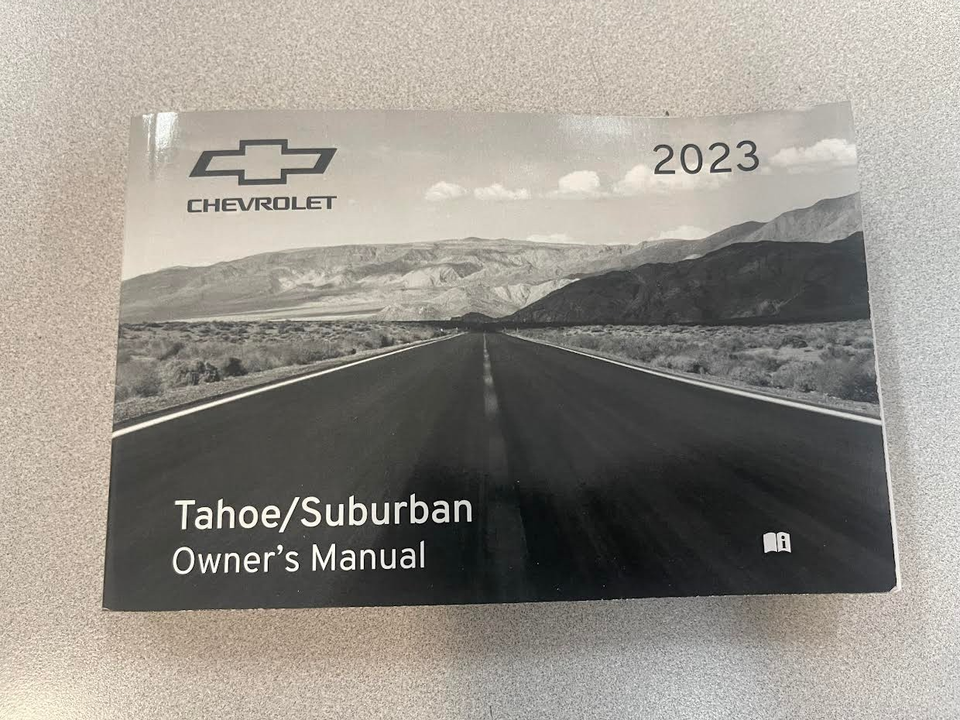 CHEVROLET
2023
Tahoe/Suburban
Owner's Manual